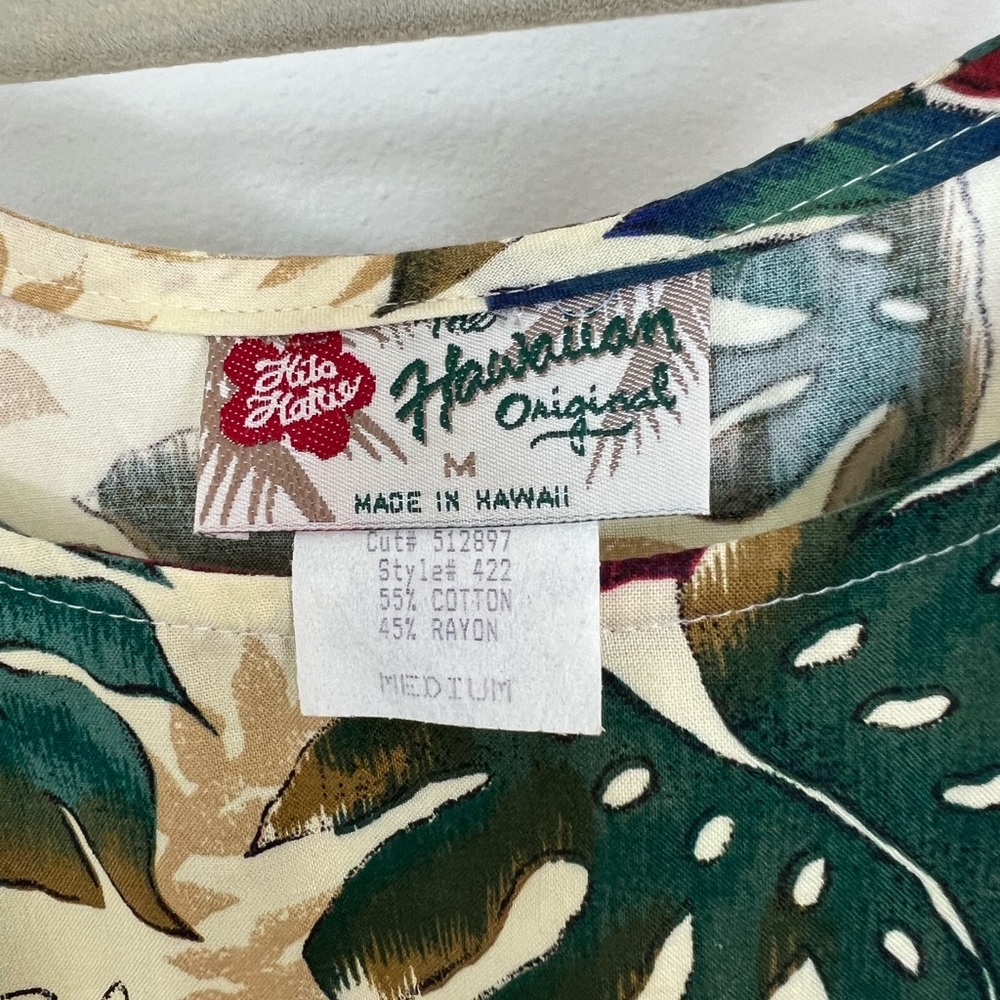 Hilo
Hattie
The
Hawaiian
Original
M
MADE IN HAWAII
Cut# 512897
Style# 422
55% COTTON
45% RAYON
MEDIUM